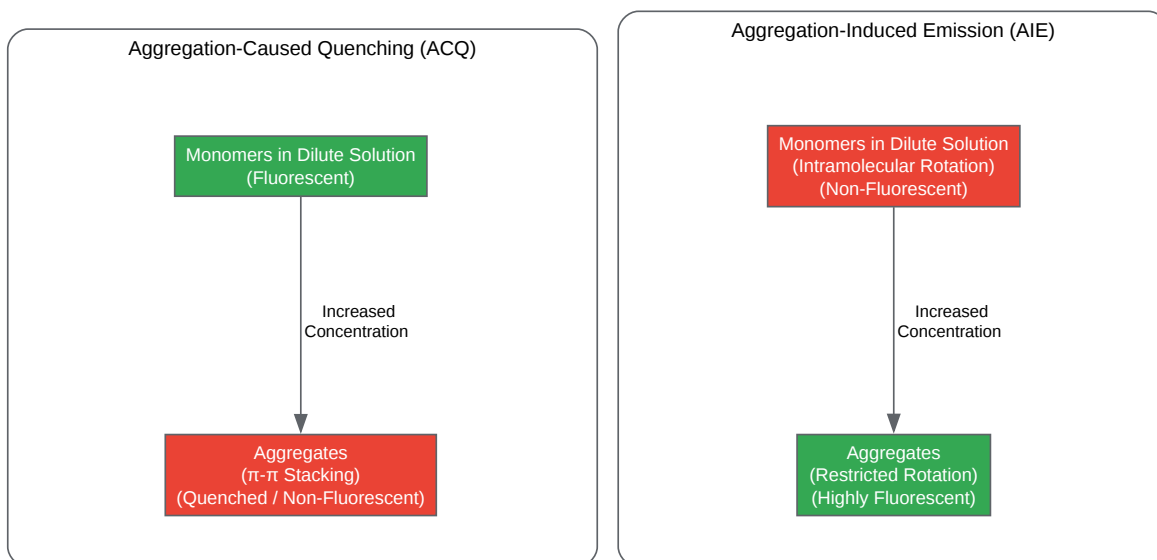 Aggregation-Caused Quenching (ACQ)
Monomers in Dilute Solution
(Fluorescent)
Increased
Concentration
Aggregates
(π-π Stacking)
(Quenched / Non-Fluorescent)
Aggregation-Induced Emission (AIE)
Monomers in Dilute Solution
(Intramolecular Rotation)
(Non-Fluorescent)
Increased
Concentration
Aggregates
(Restricted Rotation)
(Highly Fluorescent)